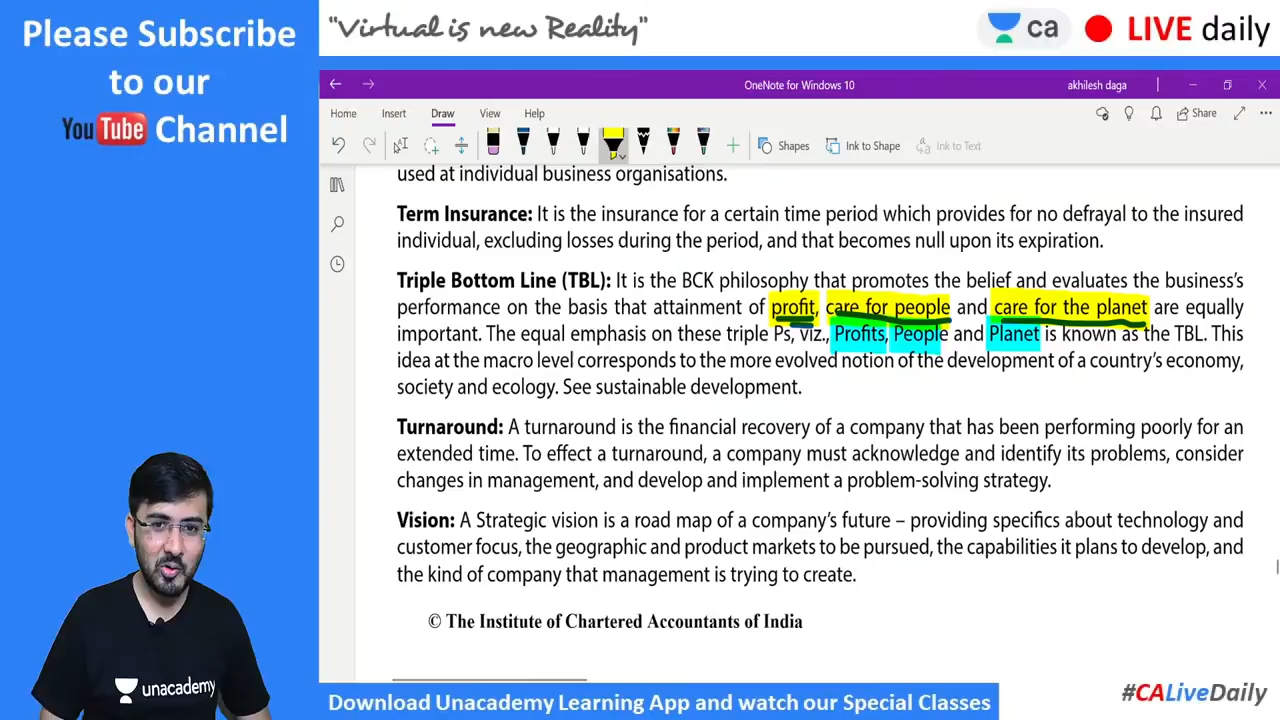 Please Subscribe
to our
YouTube Channel
"Virtual is new Reality"
ca
LIVE daily
OneNote for Windows 10
akhilesh daga
Home Insert Draw View Help
Share
Shapes
Ink to Shape
Ink to Text
used at individual business organisations.
Term Insurance: It is the insurance for a certain time period which provides for no defrayal to the insured
individual, excluding losses during the period, and that becomes null upon its expiration.
Triple Bottom Line (TBL): It is the BCK philosophy that promotes the belief and evaluates the business's
performance on the basis that attainment of profit, care for people and care for the planet are equally
important. The equal emphasis on these triple Ps, viz., Profits, People and Planet is known as the TBL. This
idea at the macro level corresponds to the more evolved notion of the development of a country's economy,
society and ecology. See sustainable development.
Turnaround: A turnaround is the financial recovery of a company that has been performing poorly for an
extended time. To effect a turnaround, a company must acknowledge and identify its problems, consider
changes in management, and develop and implement a problem-solving strategy.
Vision: A Strategic vision is a road map of a company's future – providing specifics about technology and
customer focus, the geographic and product markets to be pursued, the capabilities it plans to develop, and
the kind of company that management is trying to create.
© The Institute of Chartered Accountants of India
unacademy
Download Unacademy Learning App and watch our Special Classes
#CALiveDaily